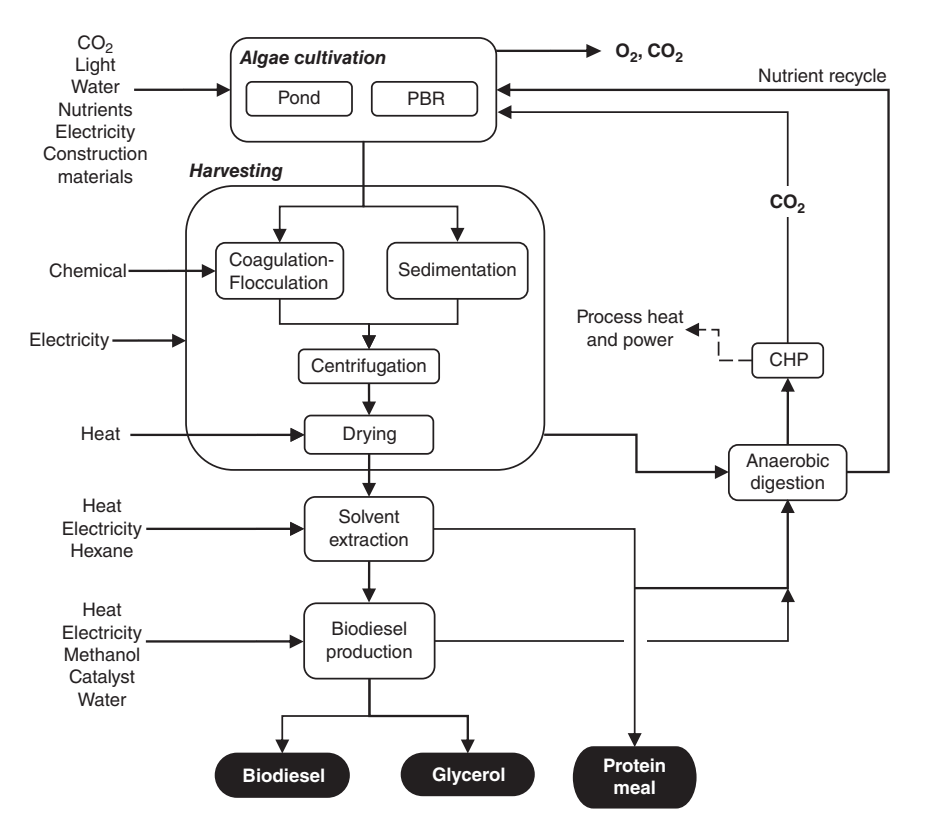 CO₂
Light
Water
Nutrients
Electricity
Construction
materials
Algae cultivation
Pond
PBR
O₂, CO₂
Nutrient recycle
Harvesting
CO₂
Chemical
Coagulation-
Flocculation
Sedimentation
Electricity
Process heat
and power
CHP
Centrifugation
Heat
Drying
Anaerobic
digestion
Heat
Electricity
Hexane
Solvent
extraction
Heat
Electricity
Methanol
Catalyst
Water
Biodiesel
production
Biodiesel
Glycerol
Protein
meal